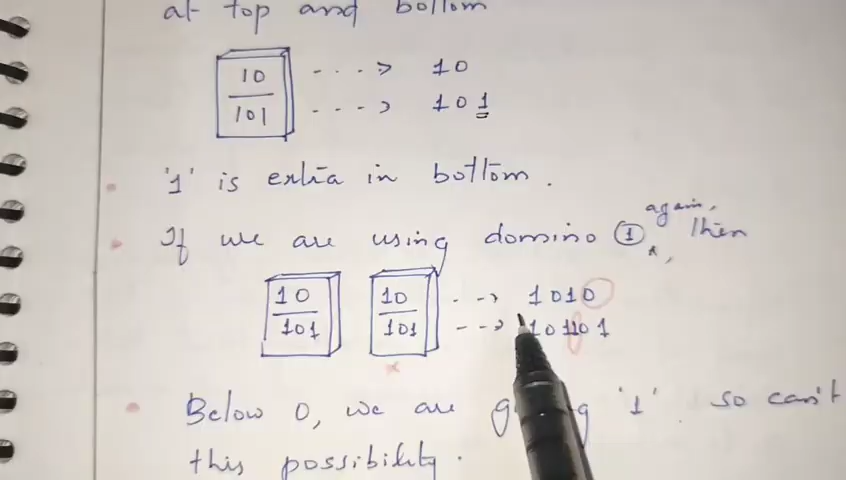 at top and bottom
10 - - - > 10
101 - - - > 101
'1' is extra in bottom.
If we are using domino ① again, then
10 10 - - > 1010
101 101 - - > 101101
Below 0, we are '1'. so can't
this possibility.